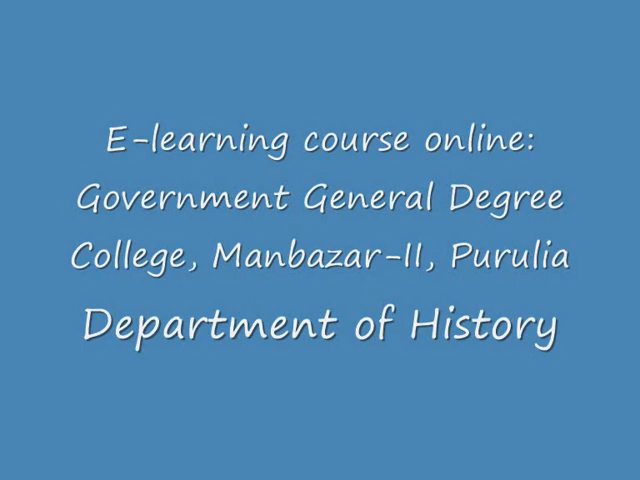 E-learning course online:
Government General Degree
College, Manbazar-II, Purulia
Department of History